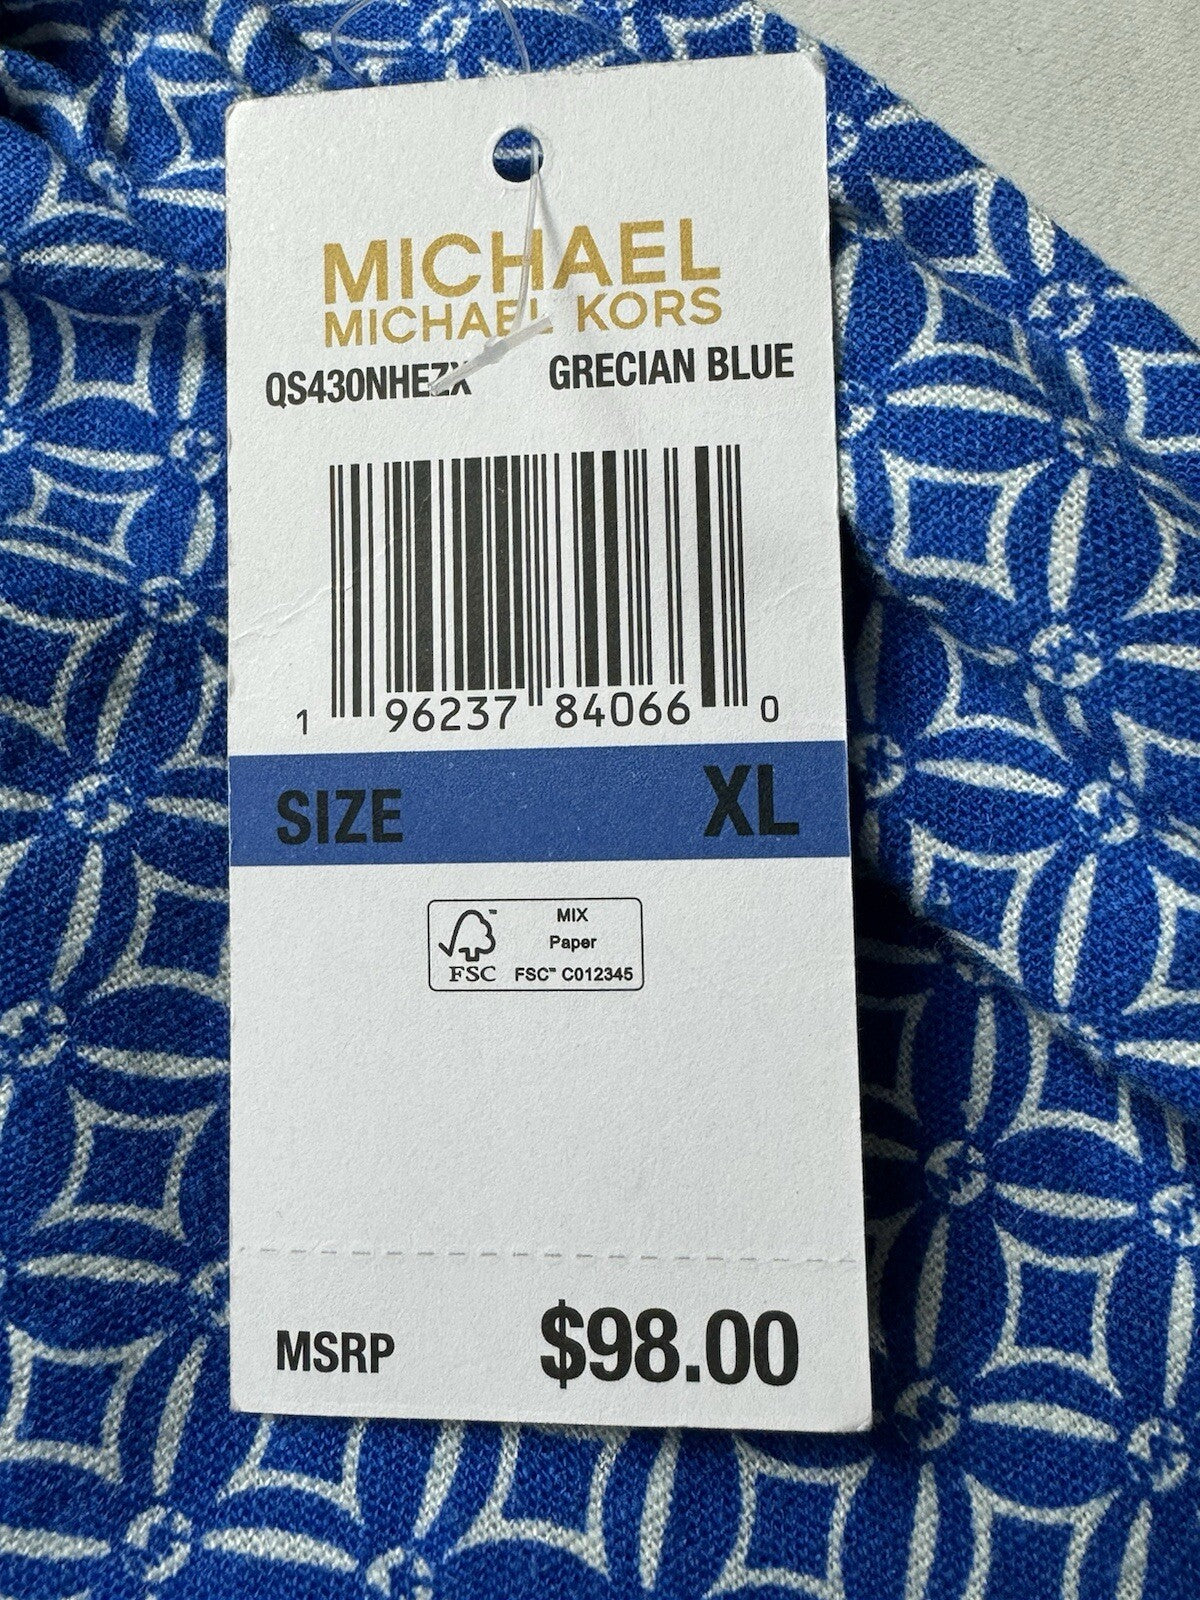 MICHAEL
MICHAEL KORS
QS430NHEZX GRECIAN BLUE
1 96237 84066 0
SIZE XL
MIX
Paper
FSC™ FSC™ C012345
MSRP $98.00